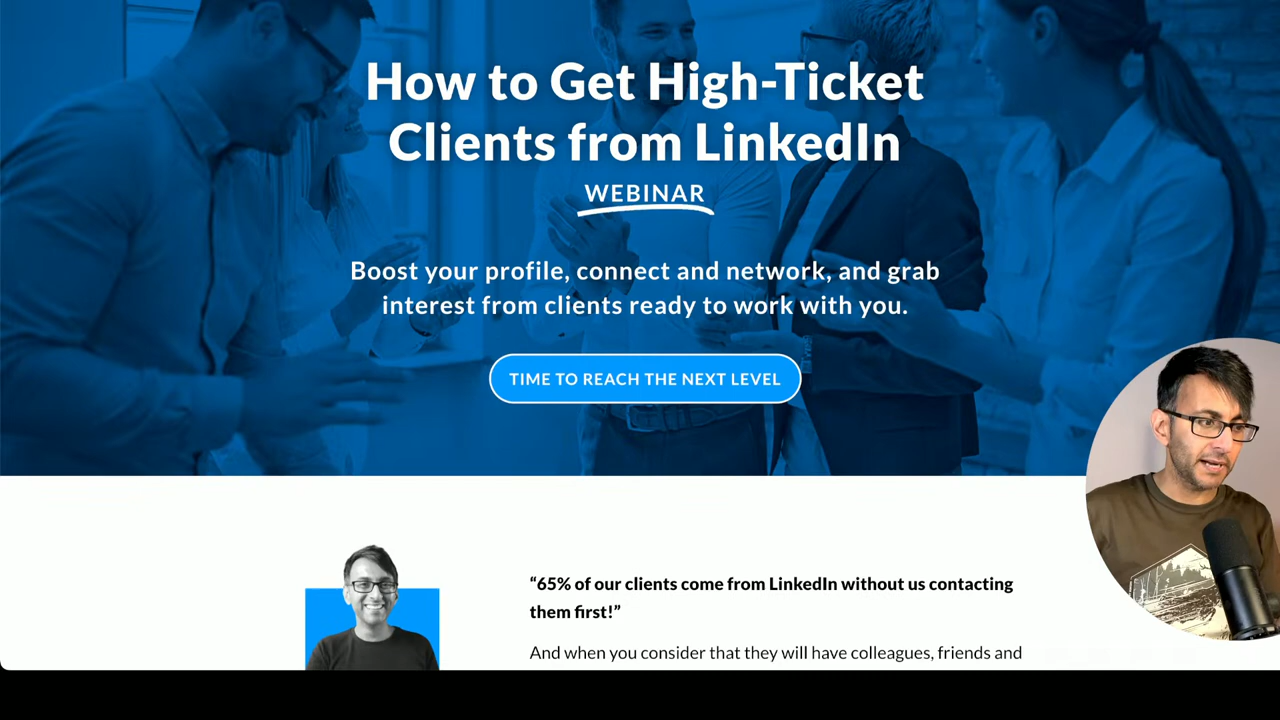 How to Get High-Ticket
Clients from LinkedIn
WEBINAR
Boost your profile, connect and network, and grab
interest from clients ready to work with you.
TIME TO REACH THE NEXT LEVEL
“65% of our clients come from LinkedIn without us contacting
them first!”
And when you consider that they will have colleagues, friends and